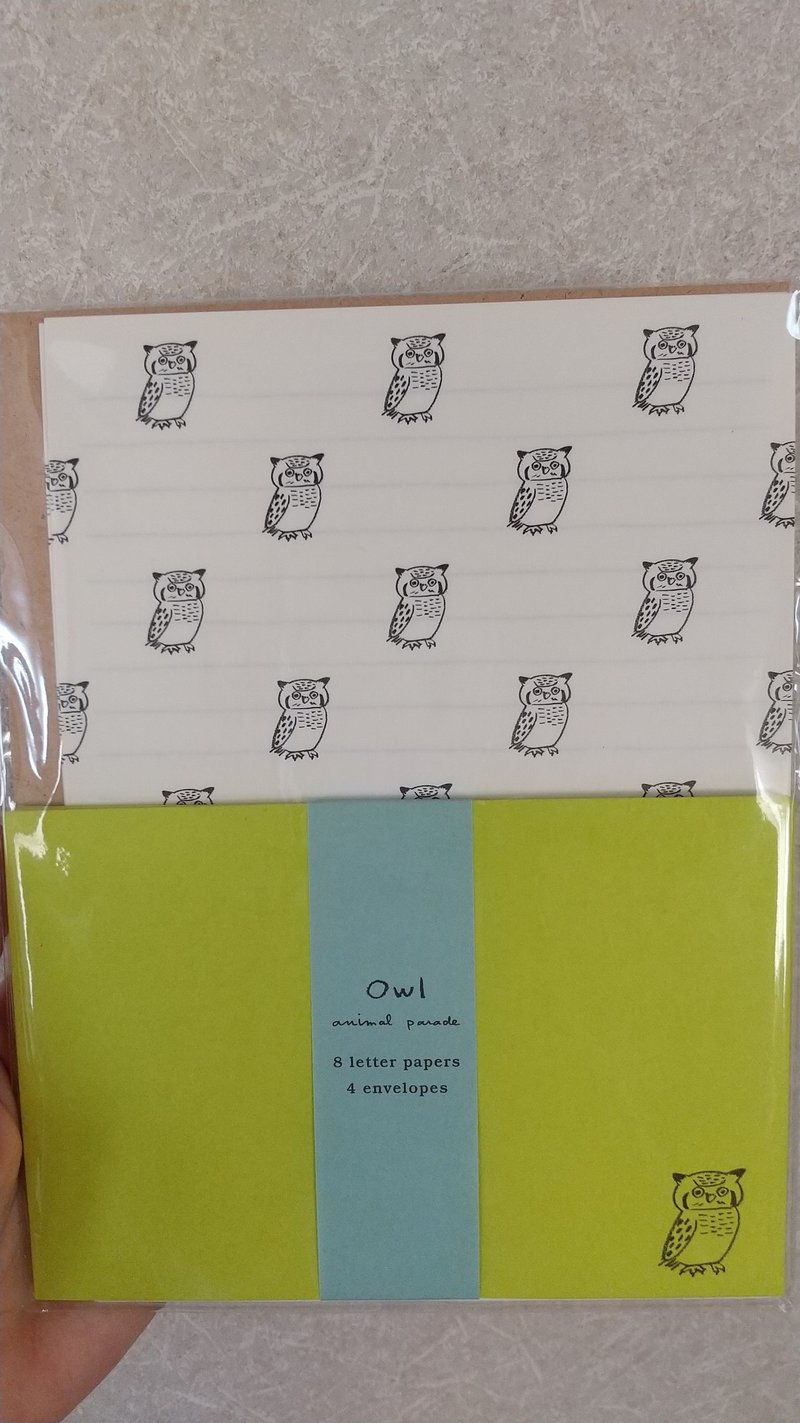 Owl
animal parade
8 letter papers
4 envelopes